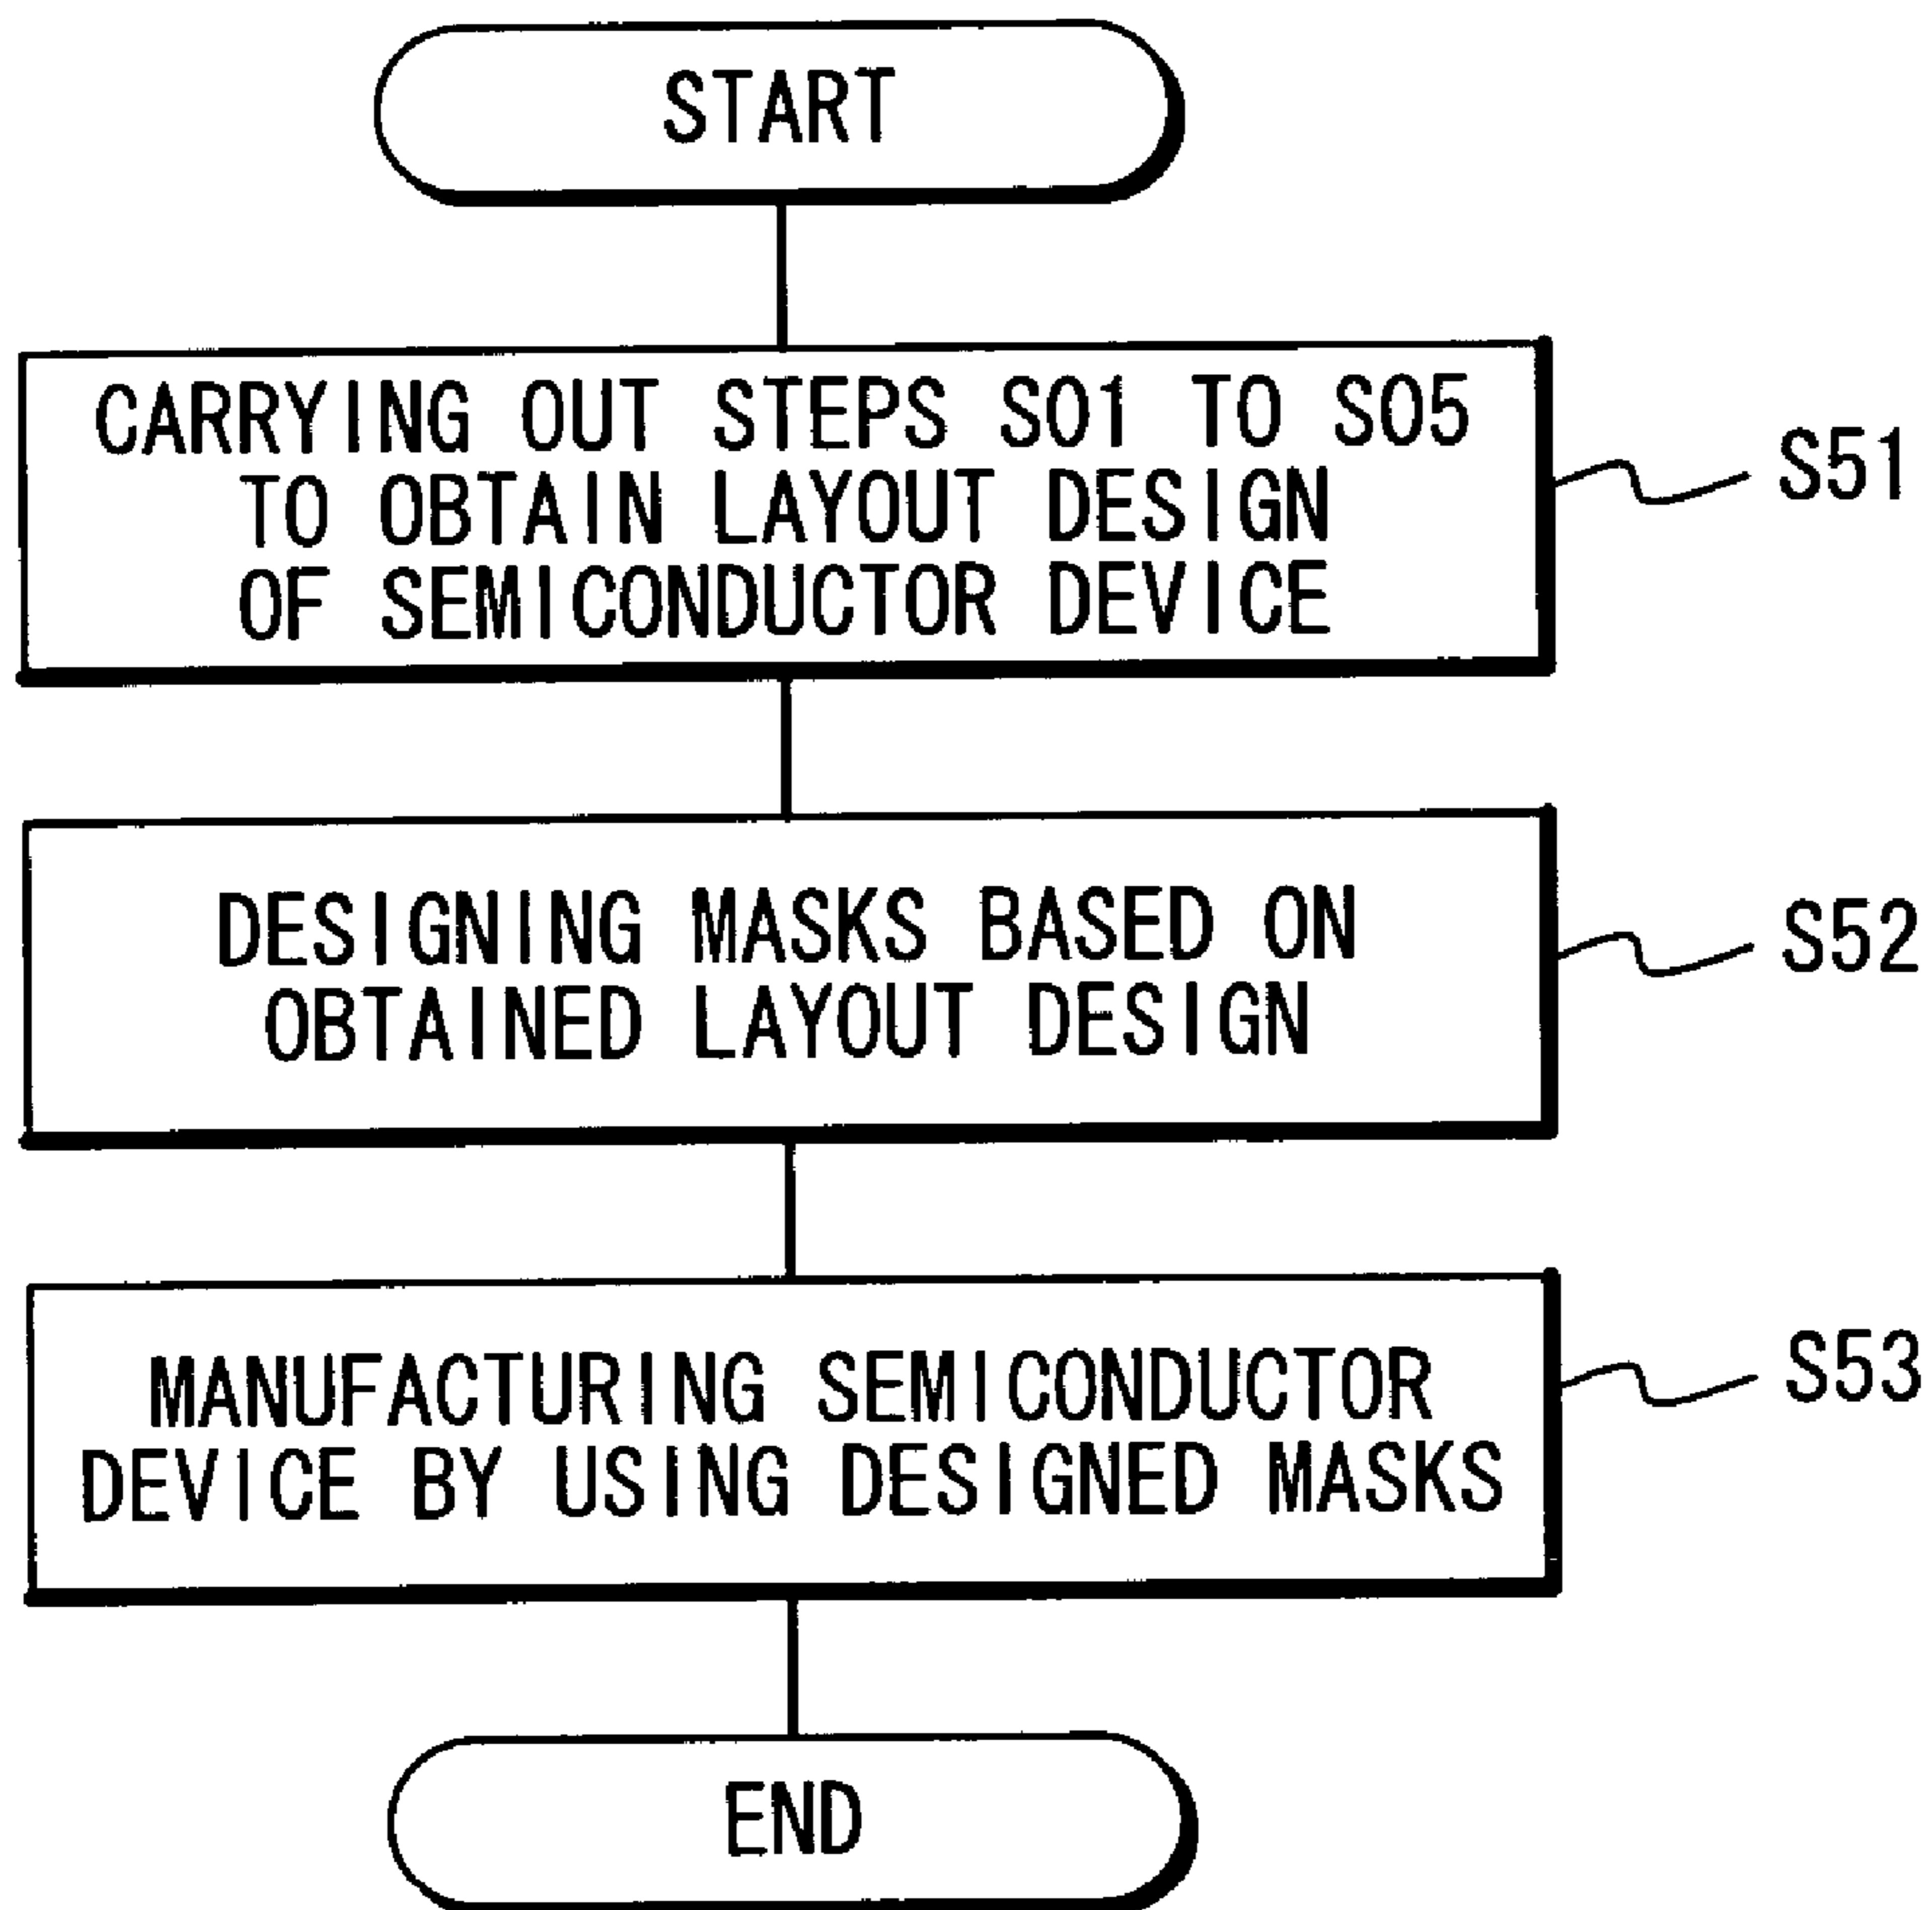 START
CARRYING OUT STEPS S01 TO S05
TO OBTAIN LAYOUT DESIGN
OF SEMICONDUCTOR DEVICE
S51
DESIGNING MASKS BASED ON
OBTAINED LAYOUT DESIGN
S52
MANUFACTURING SEMICONDUCTOR
DEVICE BY USING DESIGNED MASKS
S53
END